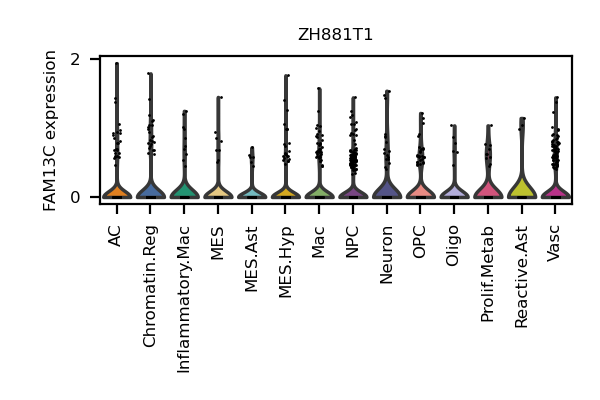 ZH881T1
FAM13C expression
2
0
AC
Chromatin.Reg
Inflammatory.Mac
MES
MES.Ast
MES.Hyp
Mac
NPC
Neuron
OPC
Oligo
Prolif.Metab
Reactive.Ast
Vasc